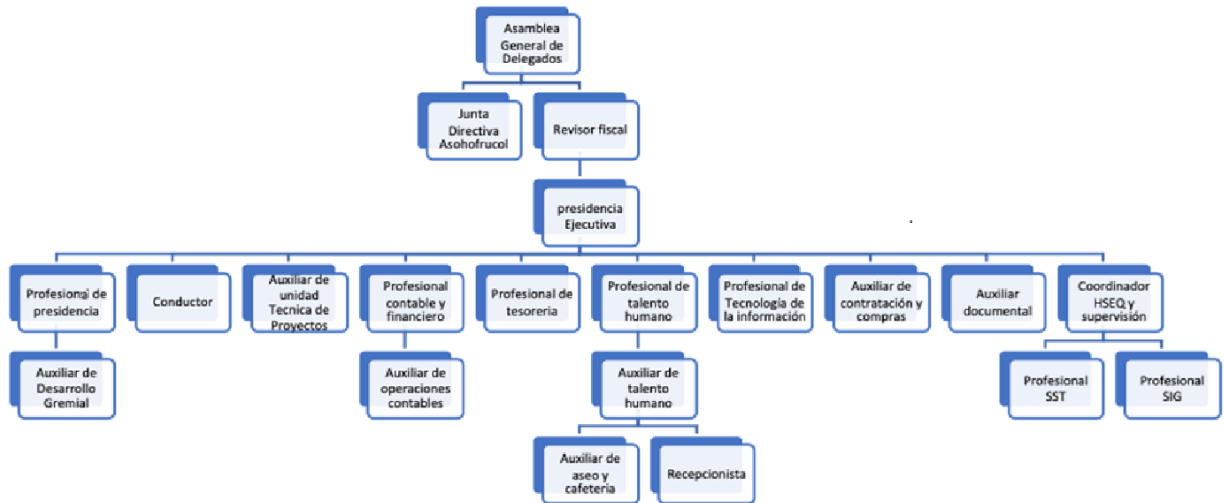 Asamblea
General de
Delegados
Junta
Directiva
Asohofrucol
Revisor fiscal
presidencia
Ejecutiva
Profesional de
presidencia
Conductor
Auxiliar de
unidad
Tecnica de
Proyectos
Profesional
contable y
financiero
Profesional de
tesoreria
Profesional de
talento
humano
Profesional de
Tecnología de
la información
Auxiliar de
contratación y
compras
Auxiliar
documental
Coordinador
HSEQ y
supervisión
Auxiliar de
Desarrollo
Gremial
Auxiliar de
operaciones
contables
Auxiliar de
talento
humano
Profesional
SST
Profesional
SIG
Auxiliar de
aseo y
cafeteria
Recepcionista